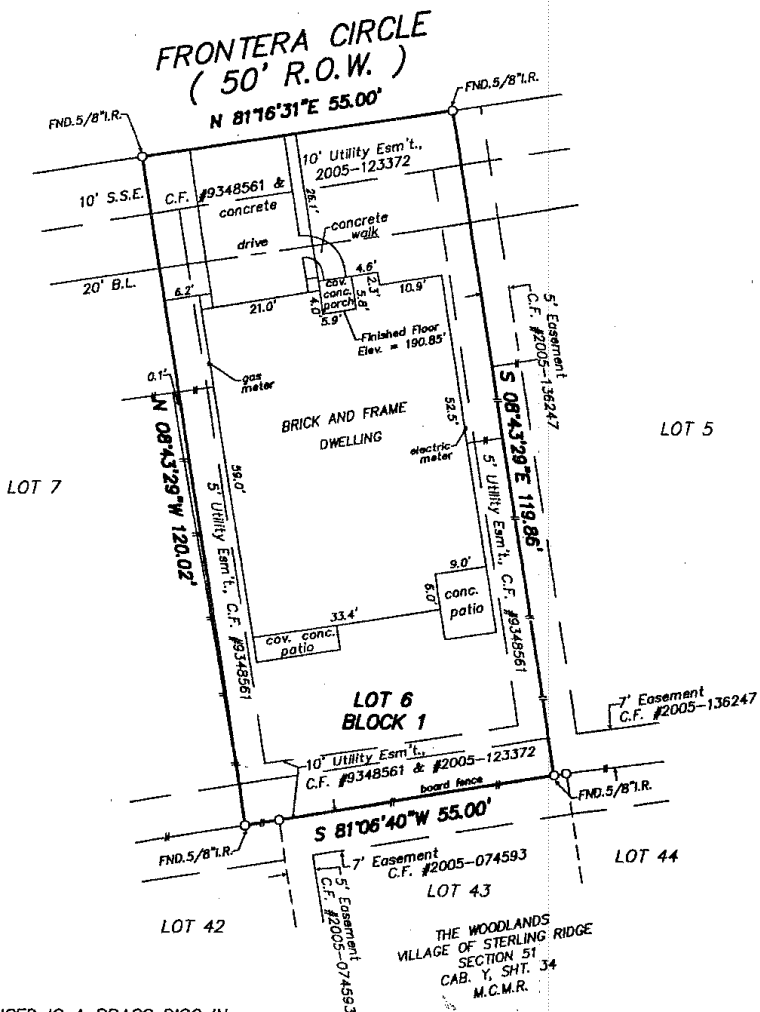 FRONTERA CIRCLE
( 50' R.O.W. )
FND.5/8"I.R.
N 81°16'31"E 55.00'
FND.5/8"I.R.
10' S.S.E.
C.F. #9348561 &
concrete
10' Utility Esm't.,
2005-123372
26.1'
drive
concrete
walk
20' B.L.
6.2'
21.0'
4.0'
cov.
conc.
porch
5.9'
4.6'
5.8'
2.3'
10.9'
Finished Floor
Elev. = 190.85'
5' Easement
C.F. #2005-136247
0.1'
gas
meter
BRICK AND FRAME
DWELLING
52.5'
electric
meter
LOT 5
LOT 7
N 08°43'29"W 120.02'
59.0'
5' Utility Esm't., C.F. #9348561
S 08°43'29"E 119.86'
5' Utility Esm't., C.F. #9348561
9.0'
6.0'
conc.
patio
33.4'
cov. conc.
patio
LOT 6
BLOCK 1
7' Easement
C.F. #2005-136247
10' Utility Esm't.,
C.F. #9348561 & #2005-123372
board fence
FND.5/8"I.R.
S 81°06'40"W 55.00'
FND.5/8"I.R.
7' Easement
C.F. #2005-074593
5' Easement
C.F. #2005-074593
LOT 42
LOT 43
LOT 44
THE WOODLANDS
VILLAGE OF STERLING RIDGE
SECTION 51
CAB. Y, SHT. 34
M.C.M.R.
IS A BRASS DISC IN